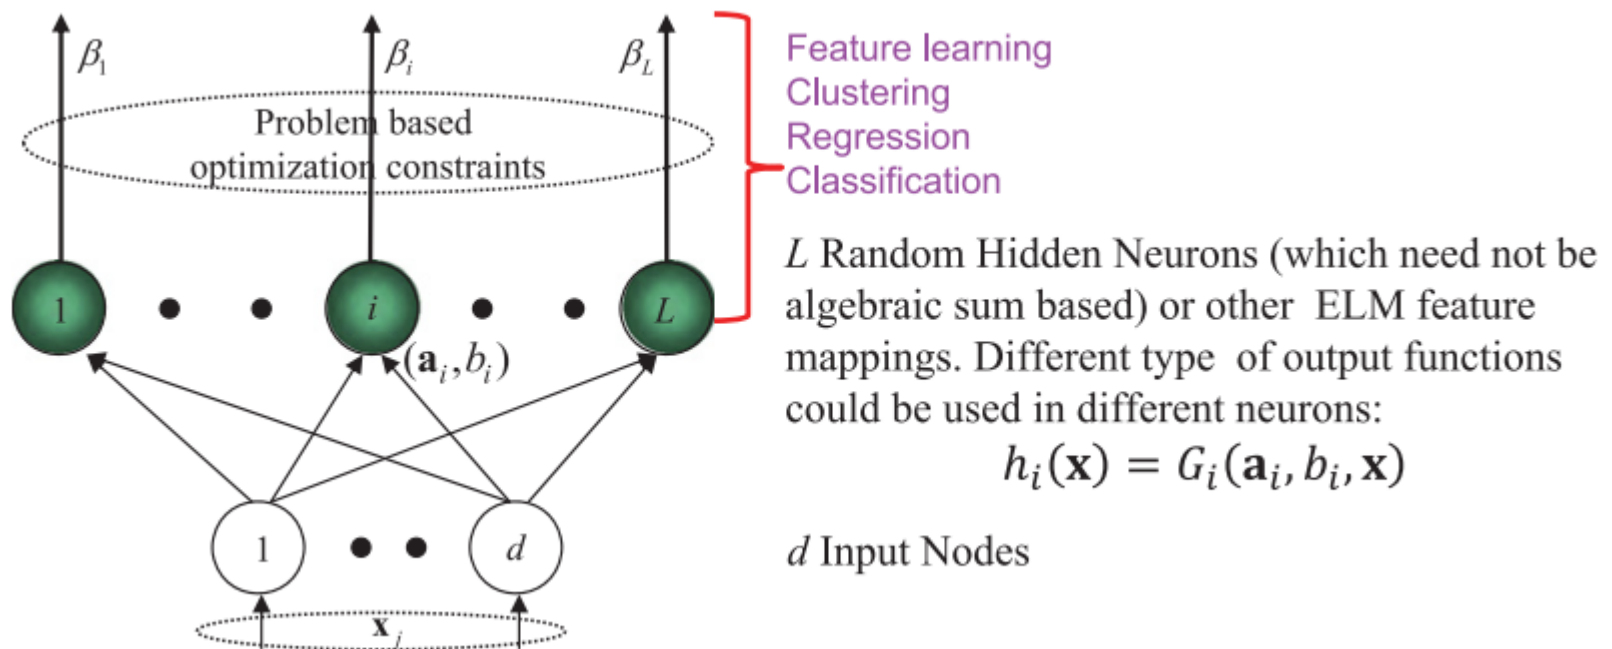 β₁ βᵢ β_L
Problem based
optimization constraints
Feature learning
Clustering
Regression
Classification
1 i L
(aᵢ, bᵢ)
L Random Hidden Neurons (which need not be
algebraic sum based) or other ELM feature
mappings. Different type of output functions
could be used in different neurons:
hᵢ(x) = Gᵢ(aᵢ, bᵢ, x)
1 d
d Input Nodes
xⱼ